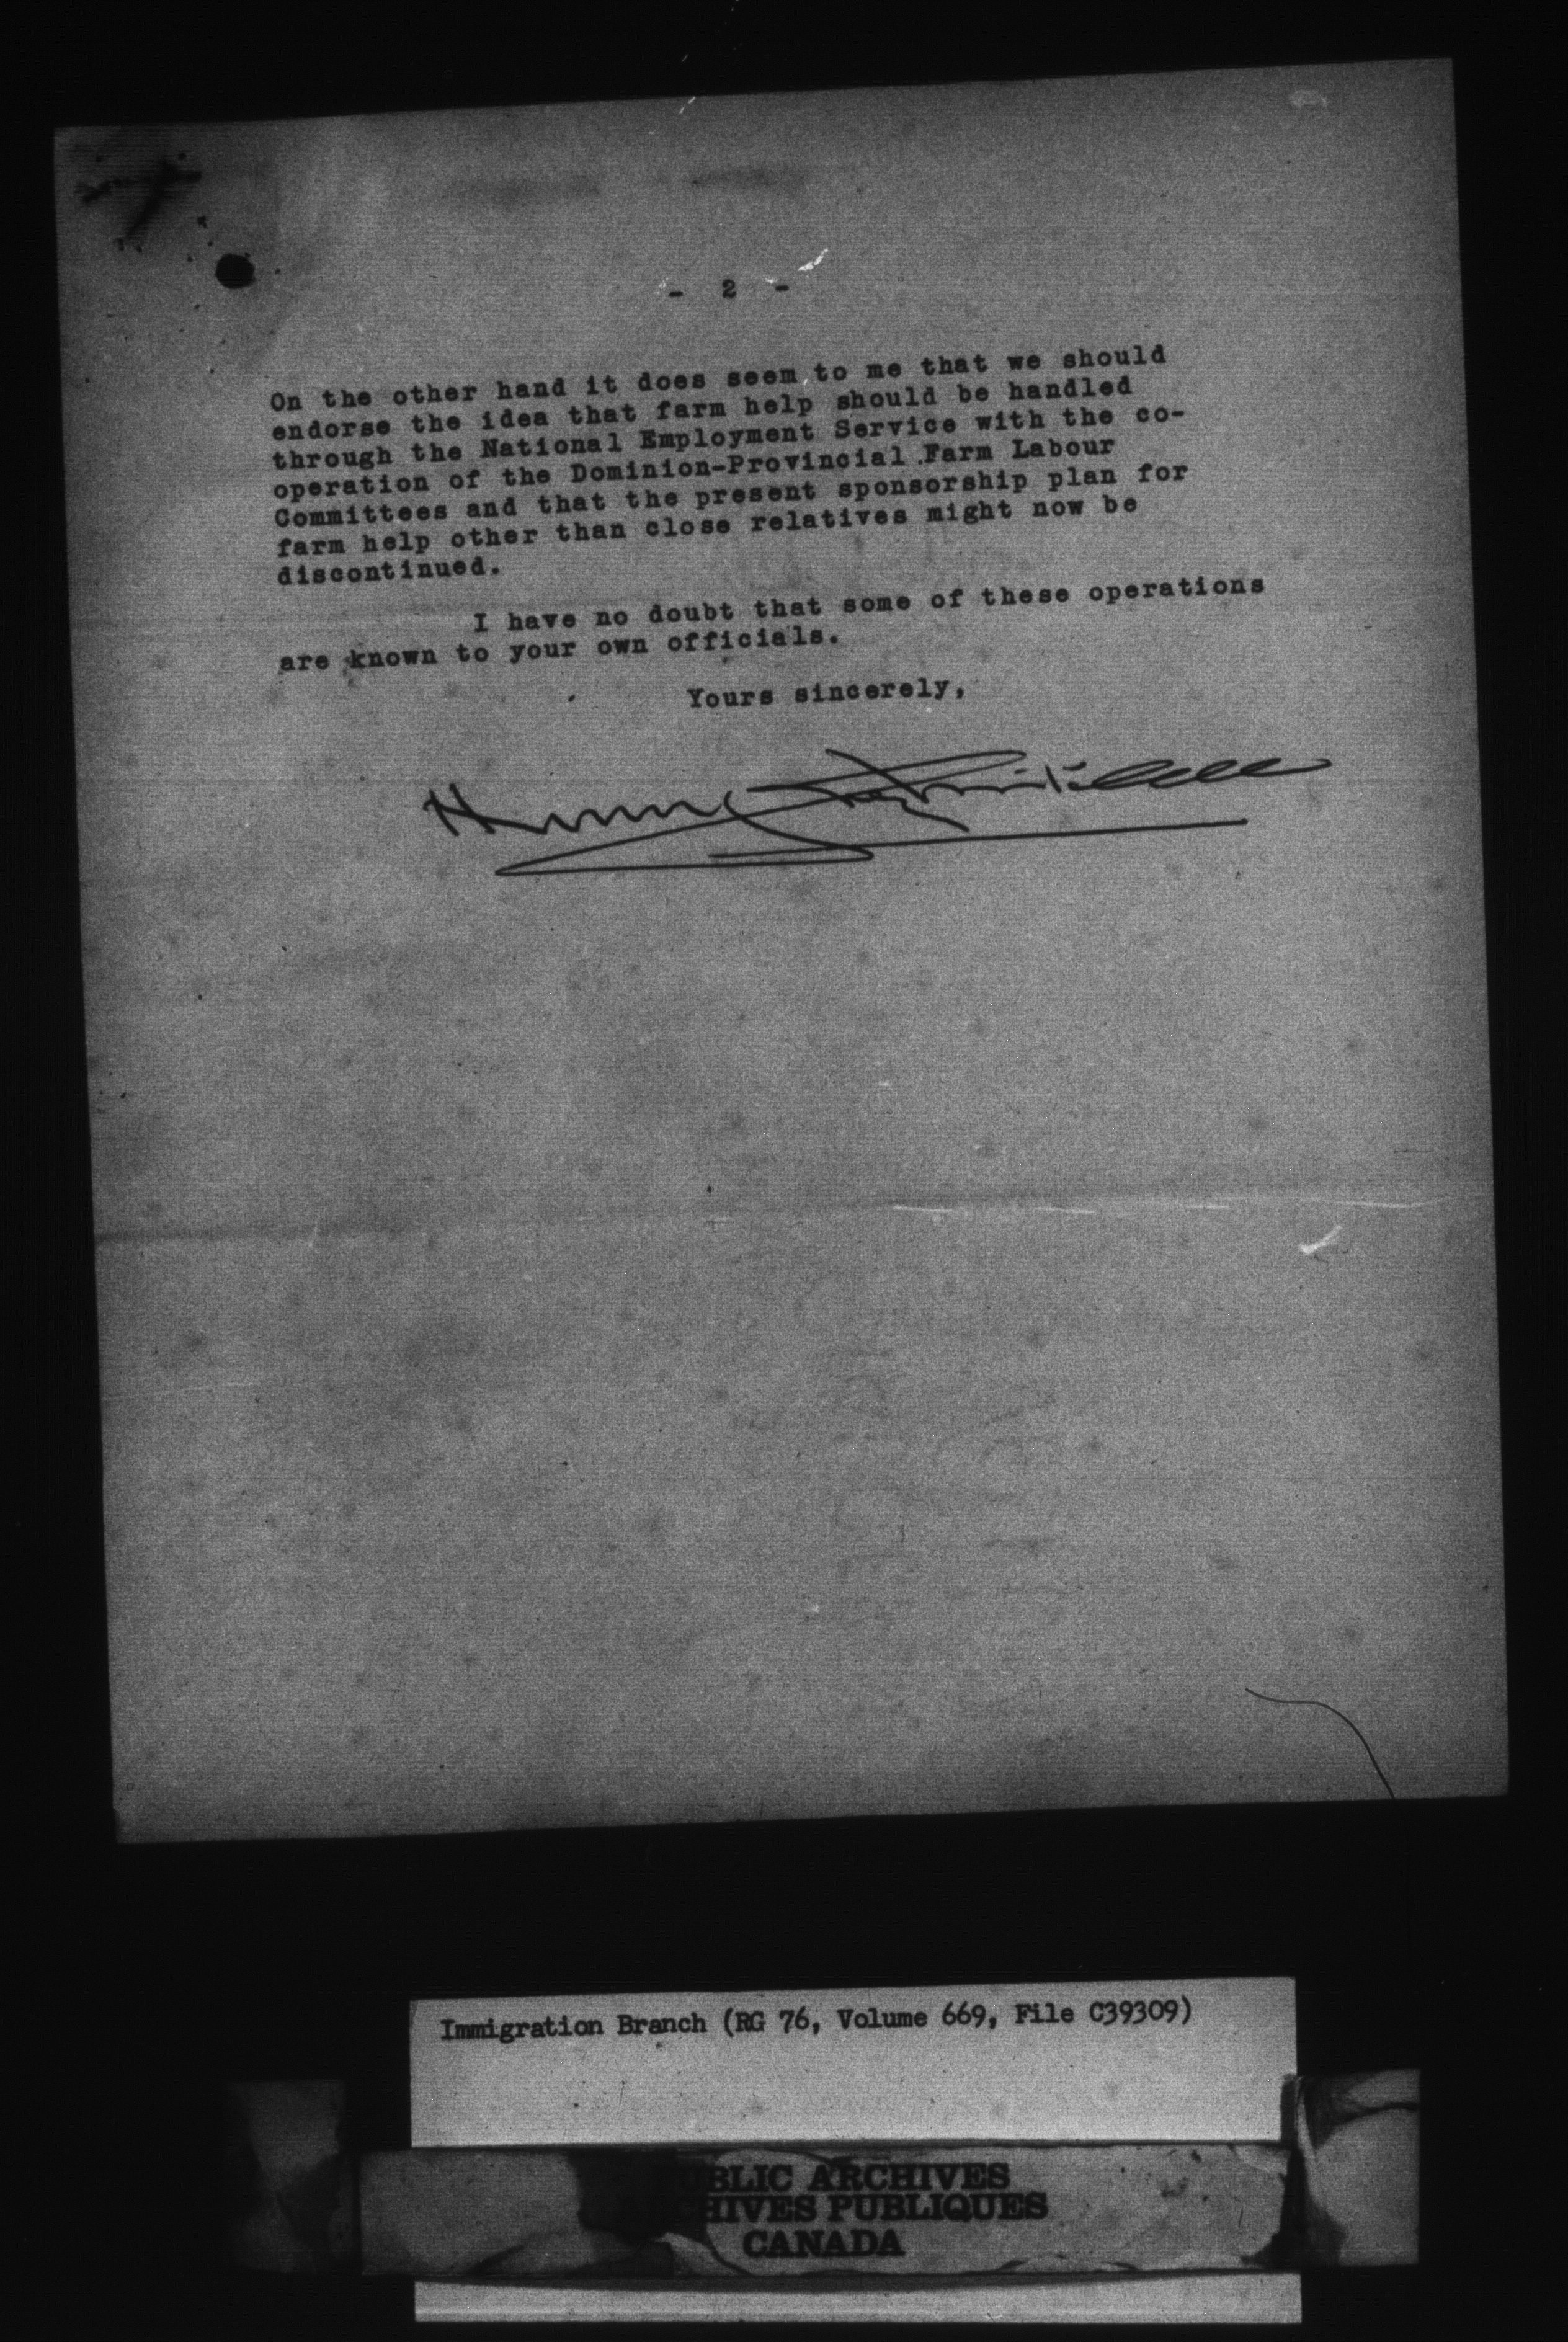 - 2 -
On the other hand it does seem to me that we should
endorse the idea that farm help should be handled
through the National Employment Service with the co-
operation of the Dominion-Provincial Farm Labour
Committees and that the present sponsorship plan for
farm help other than close relatives might now be
discontinued.
I have no doubt that some of these operations
are known to your own officials.
Yours sincerely,
Immigration Branch (RG 76, Volume 669, File C39309)
PUBLIC ARCHIVES
ARCHIVES PUBLIQUES
CANADA